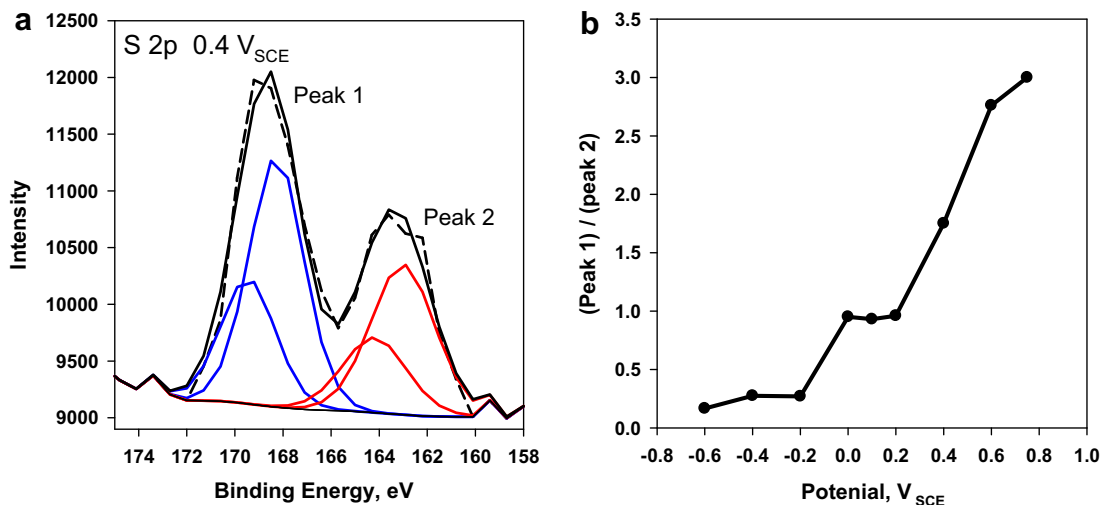 a
S 2p 0.4 V_SCE
Peak 1
Peak 2
Intensity
12500
12000
11500
11000
10500
10000
9500
9000
174 172 170 168 166 164 162 160 158
Binding Energy, eV
b
(Peak 1) / (peak 2)
3.5
3.0
2.5
2.0
1.5
1.0
0.5
0.0
-0.8 -0.6 -0.4 -0.2 0.0 0.2 0.4 0.6 0.8 1.0
Potenial, V_SCE